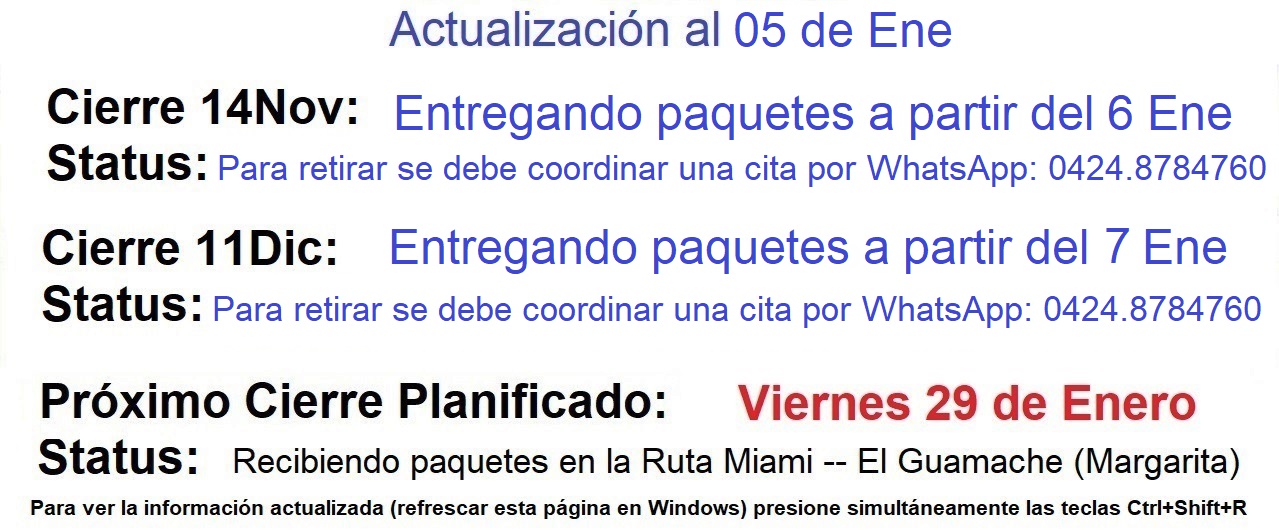 Actualización al 05 de Ene
Cierre 14Nov: Entregando paquetes a partir del 6 Ene
Status: Para retirar se debe coordinar una cita por WhatsApp: 0424.8784760
Cierre 11Dic: Entregando paquetes a partir del 7 Ene
Status: Para retirar se debe coordinar una cita por WhatsApp: 0424.8784760
Próximo Cierre Planificado: Viernes 29 de Enero
Status: Recibiendo paquetes en la Ruta Miami -- El Guamache (Margarita)
Para ver la información actualizada (refrescar esta página en Windows) presione simultáneamente las teclas Ctrl+Shift+R